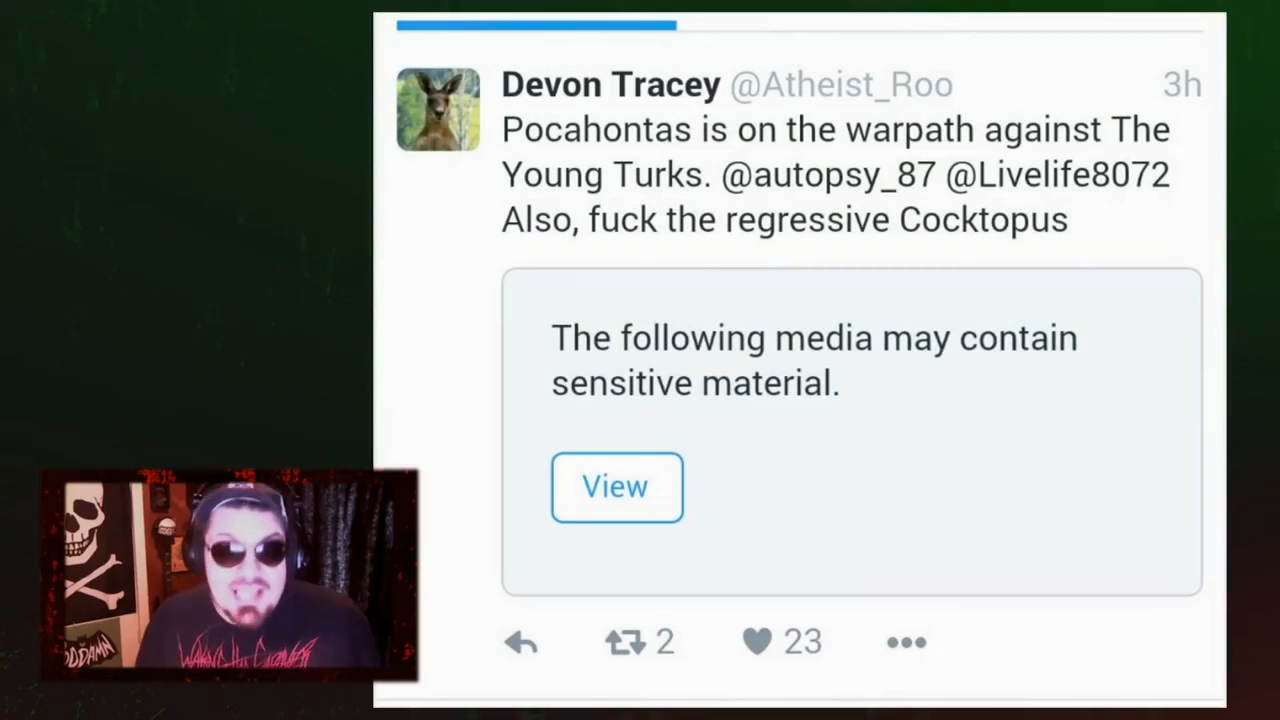 Devon Tracey @Atheist_Roo 3h
Pocahontas is on the warpath against The
Young Turks. @autopsy_87 @Livelife8072
Also, fuck the regressive Cocktopus
The following media may contain
sensitive material.
View
2 23